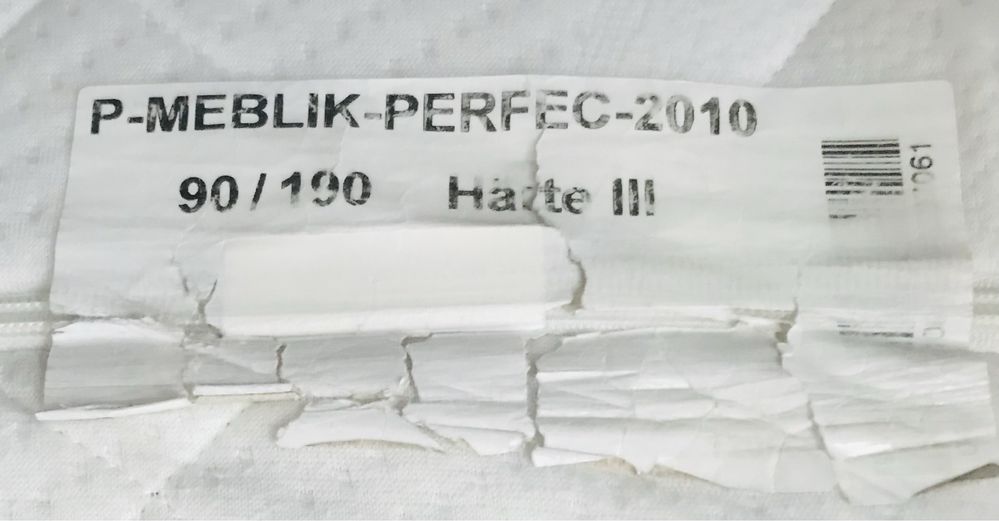 P-MEBLIK-PERFEC-2010
90 / 190 Härte III